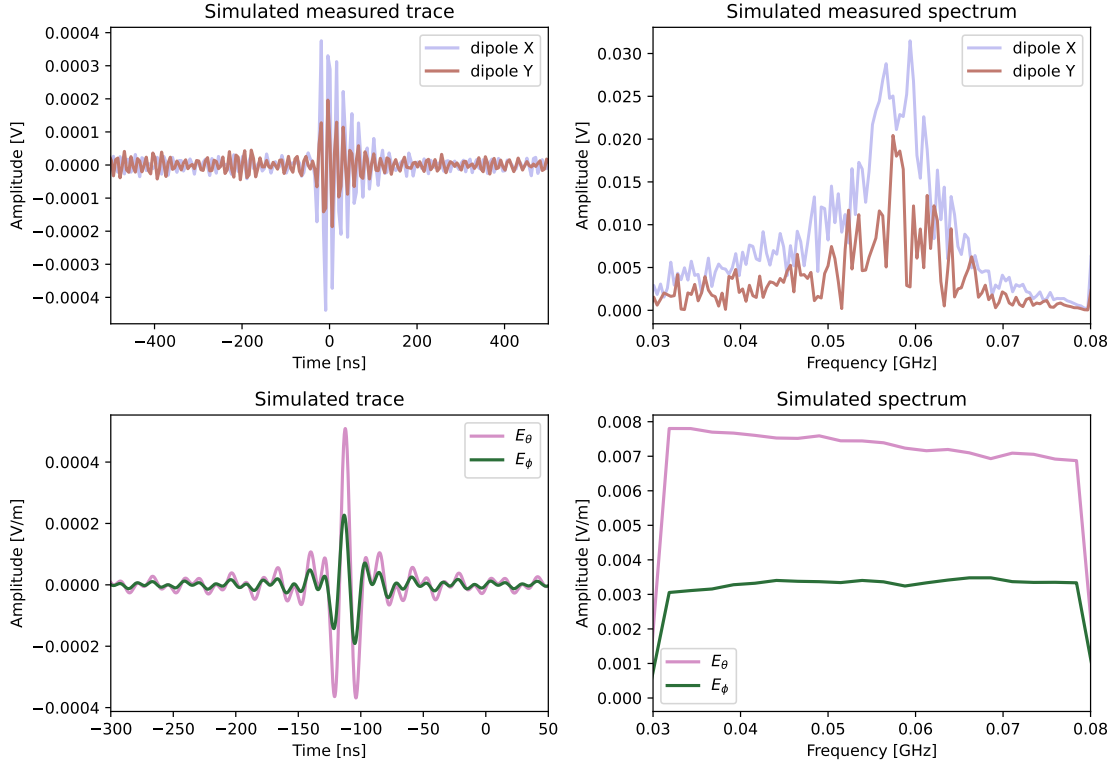 Simulated measured trace
0.0004
0.0003
0.0002
0.0001
0.0000
−0.0001
−0.0002
−0.0003
−0.0004
Amplitude [V]
dipole X
dipole Y
−400
−200
0
200
400
Time [ns]
Simulated measured spectrum
0.030
0.025
0.020
0.015
0.010
0.005
0.000
Amplitude [V]
dipole X
dipole Y
0.03
0.04
0.05
0.06
0.07
0.08
Frequency [GHz]
Simulated trace
0.0004
0.0002
0.0000
−0.0002
−0.0004
Amplitude [V/m]
E_θ
E_ϕ
−300
−250
−200
−150
−100
−50
0
50
Time [ns]
Simulated spectrum
0.008
0.007
0.006
0.005
0.004
0.003
0.002
0.001
0.000
Amplitude [V/m]
E_θ
E_ϕ
0.03
0.04
0.05
0.06
0.07
0.08
Frequency [GHz]